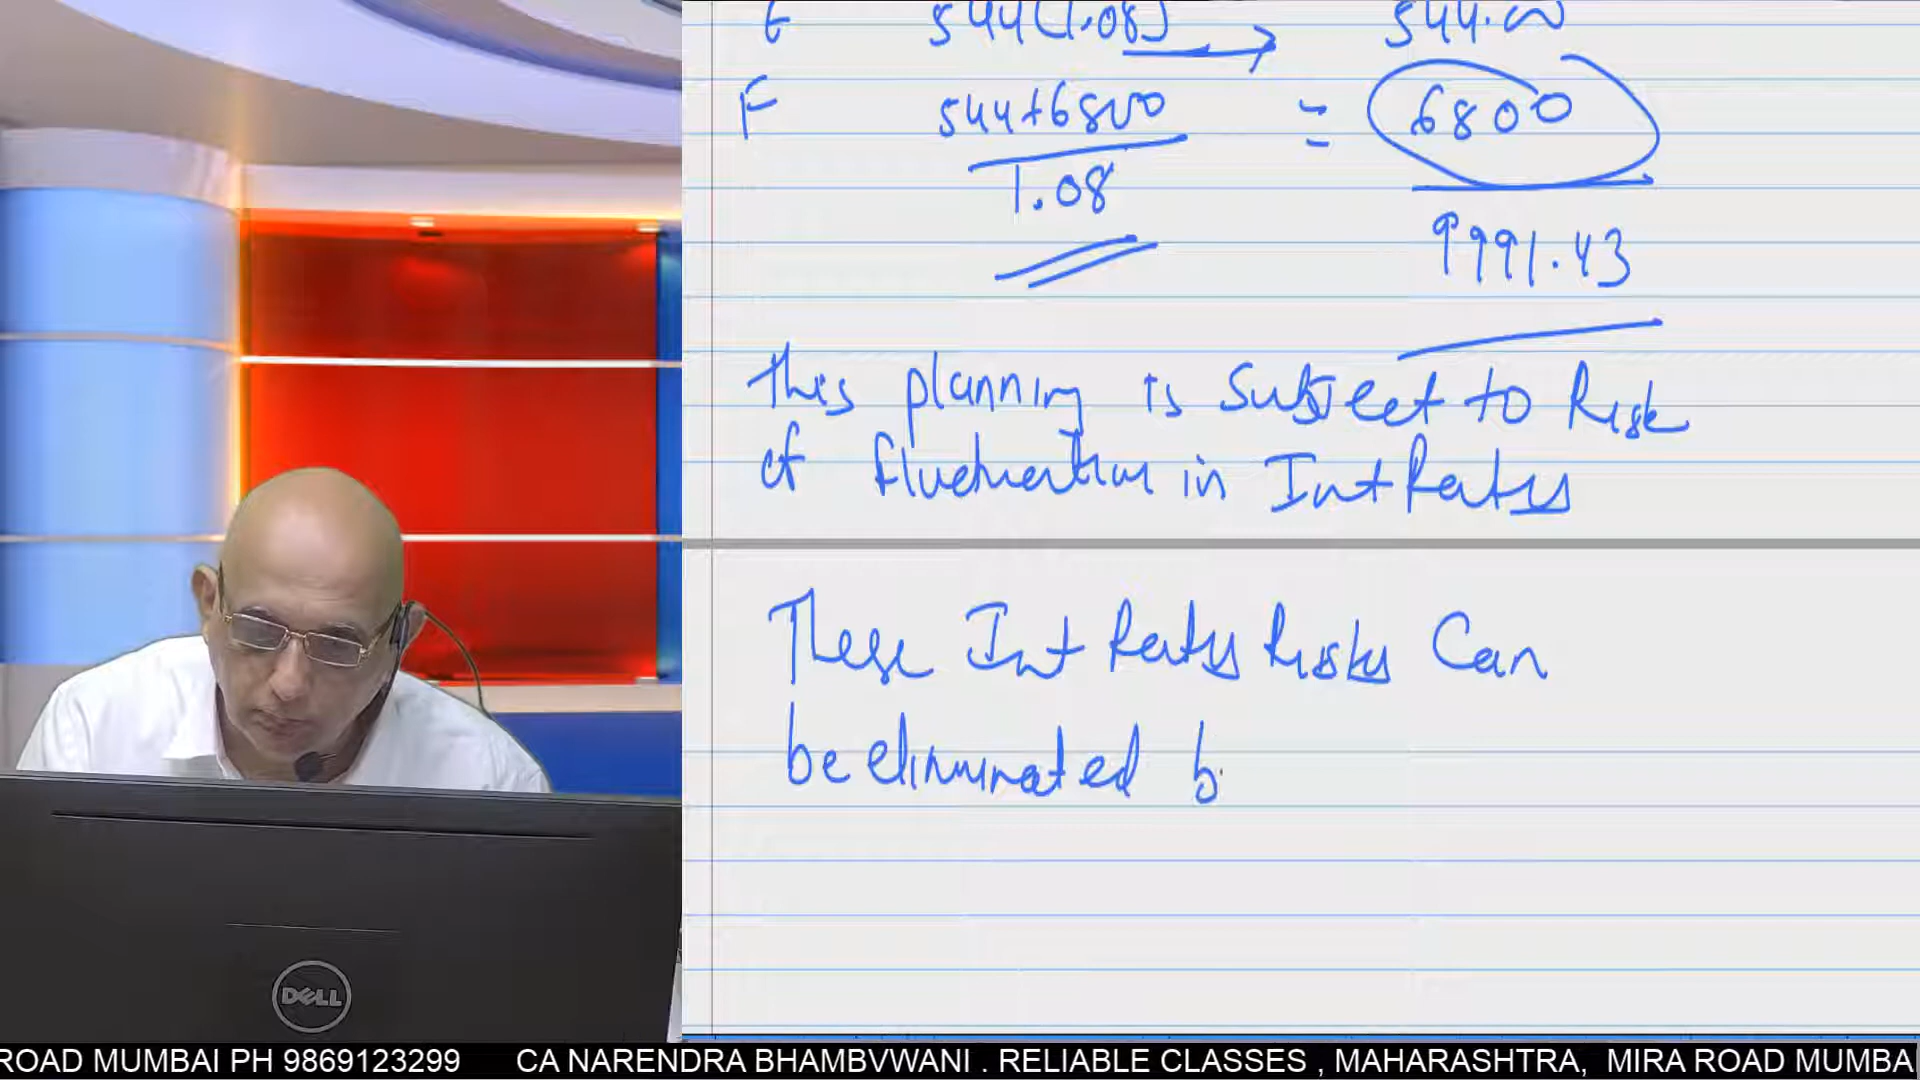 E 544(1.08) → 544.00
F 544+6800 = 6800
1.08
9991.43
This planning is Subject to Risk
of fluctuation in Int Rates
These Int Rates Risks Can
be eliminated b
DELL
ROAD MUMBAI PH 9869123299 CA NARENDRA BHAMBVWANI . RELIABLE CLASSES , MAHARASHTRA, MIRA ROAD MUMBAI